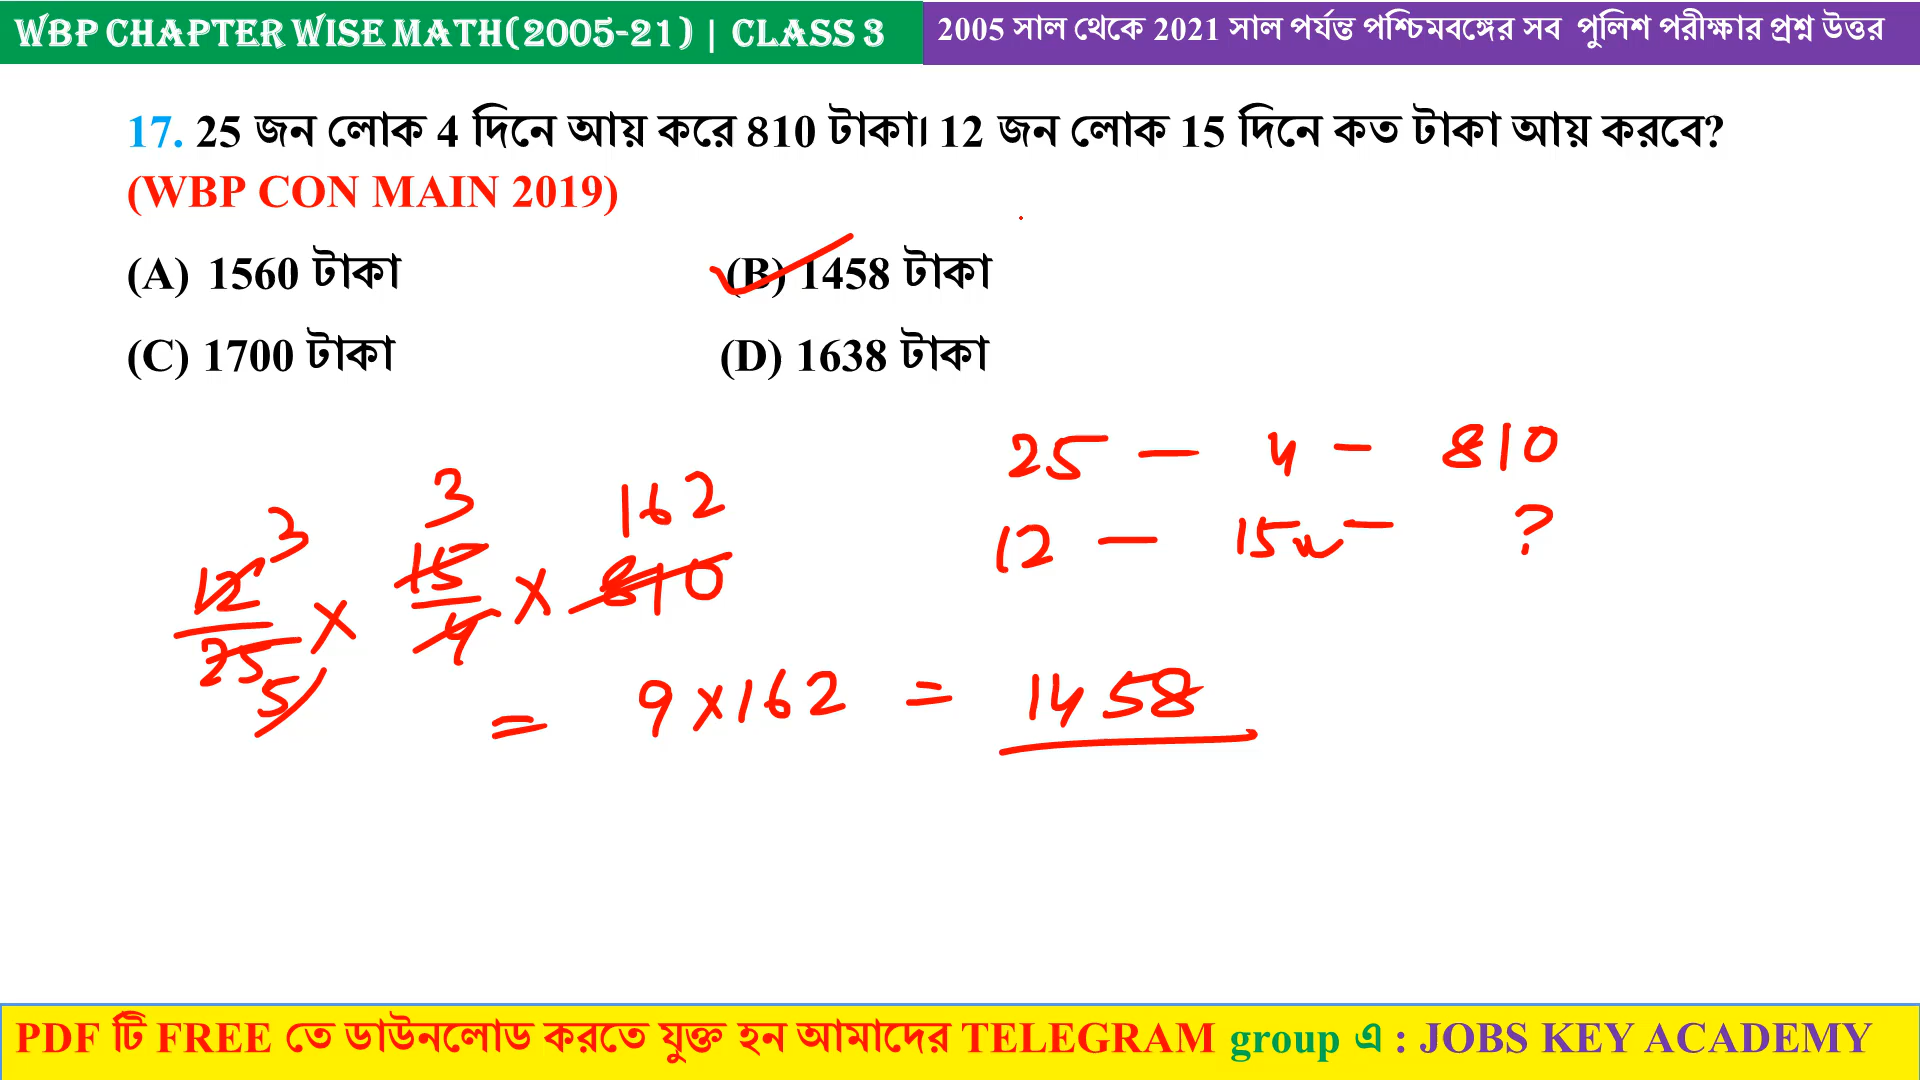 WBP CHAPTER WISE MATH(2005-21) | CLASS 3
2005 সাল থেকে 2021 সাল পর্যন্ত পশ্চিমবঙ্গের সব পুলিশ পরীক্ষার প্রশ্ন উত্তর
17. 25 জন লোক 4 দিনে আয় করে 810 টাকা। 12 জন লোক 15 দিনে কত টাকা আয় করবে?
(WBP CON MAIN 2019)
(A) 1560 টাকা (B) 1458 টাকা
(C) 1700 টাকা (D) 1638 টাকা
25 — 4 — 810
12 — 15 — ?
3 3 162
12 15 810
× ×
25 4
5
= 9 × 162 = 1458
PDF টি FREE তে ডাউনলোড করতে যুক্ত হন আমাদের TELEGRAM group এ : JOBS KEY ACADEMY